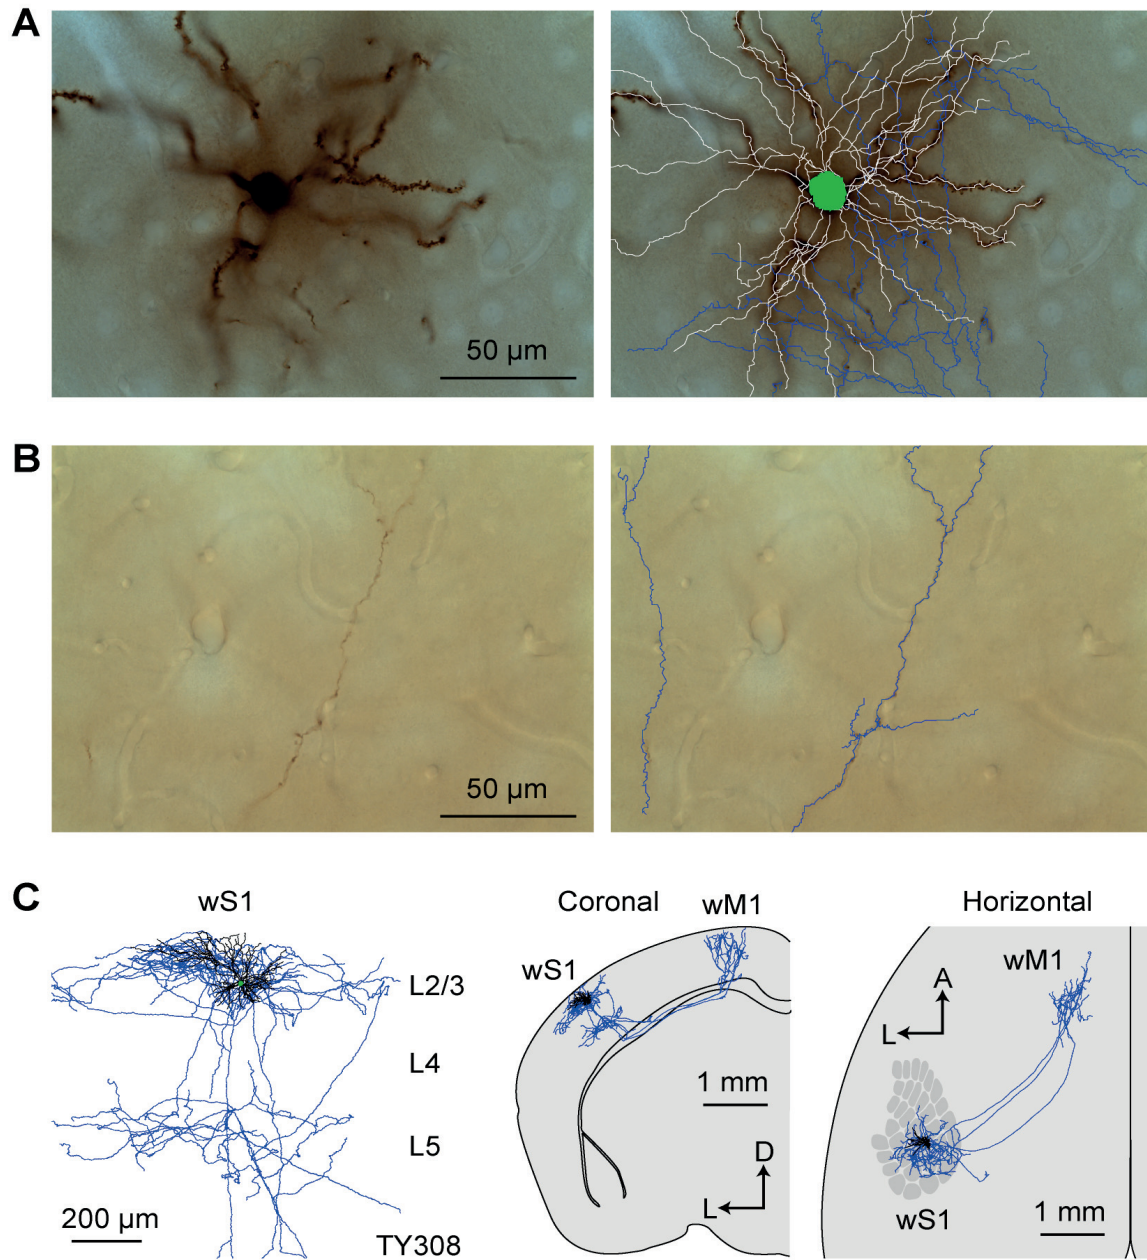 A
50 µm
B
50 µm
C
wS1
L2/3
L4
L5
200 µm
TY308
Coronal
wM1
wS1
1 mm
D
L
Horizontal
wM1
A
L
wS1
1 mm